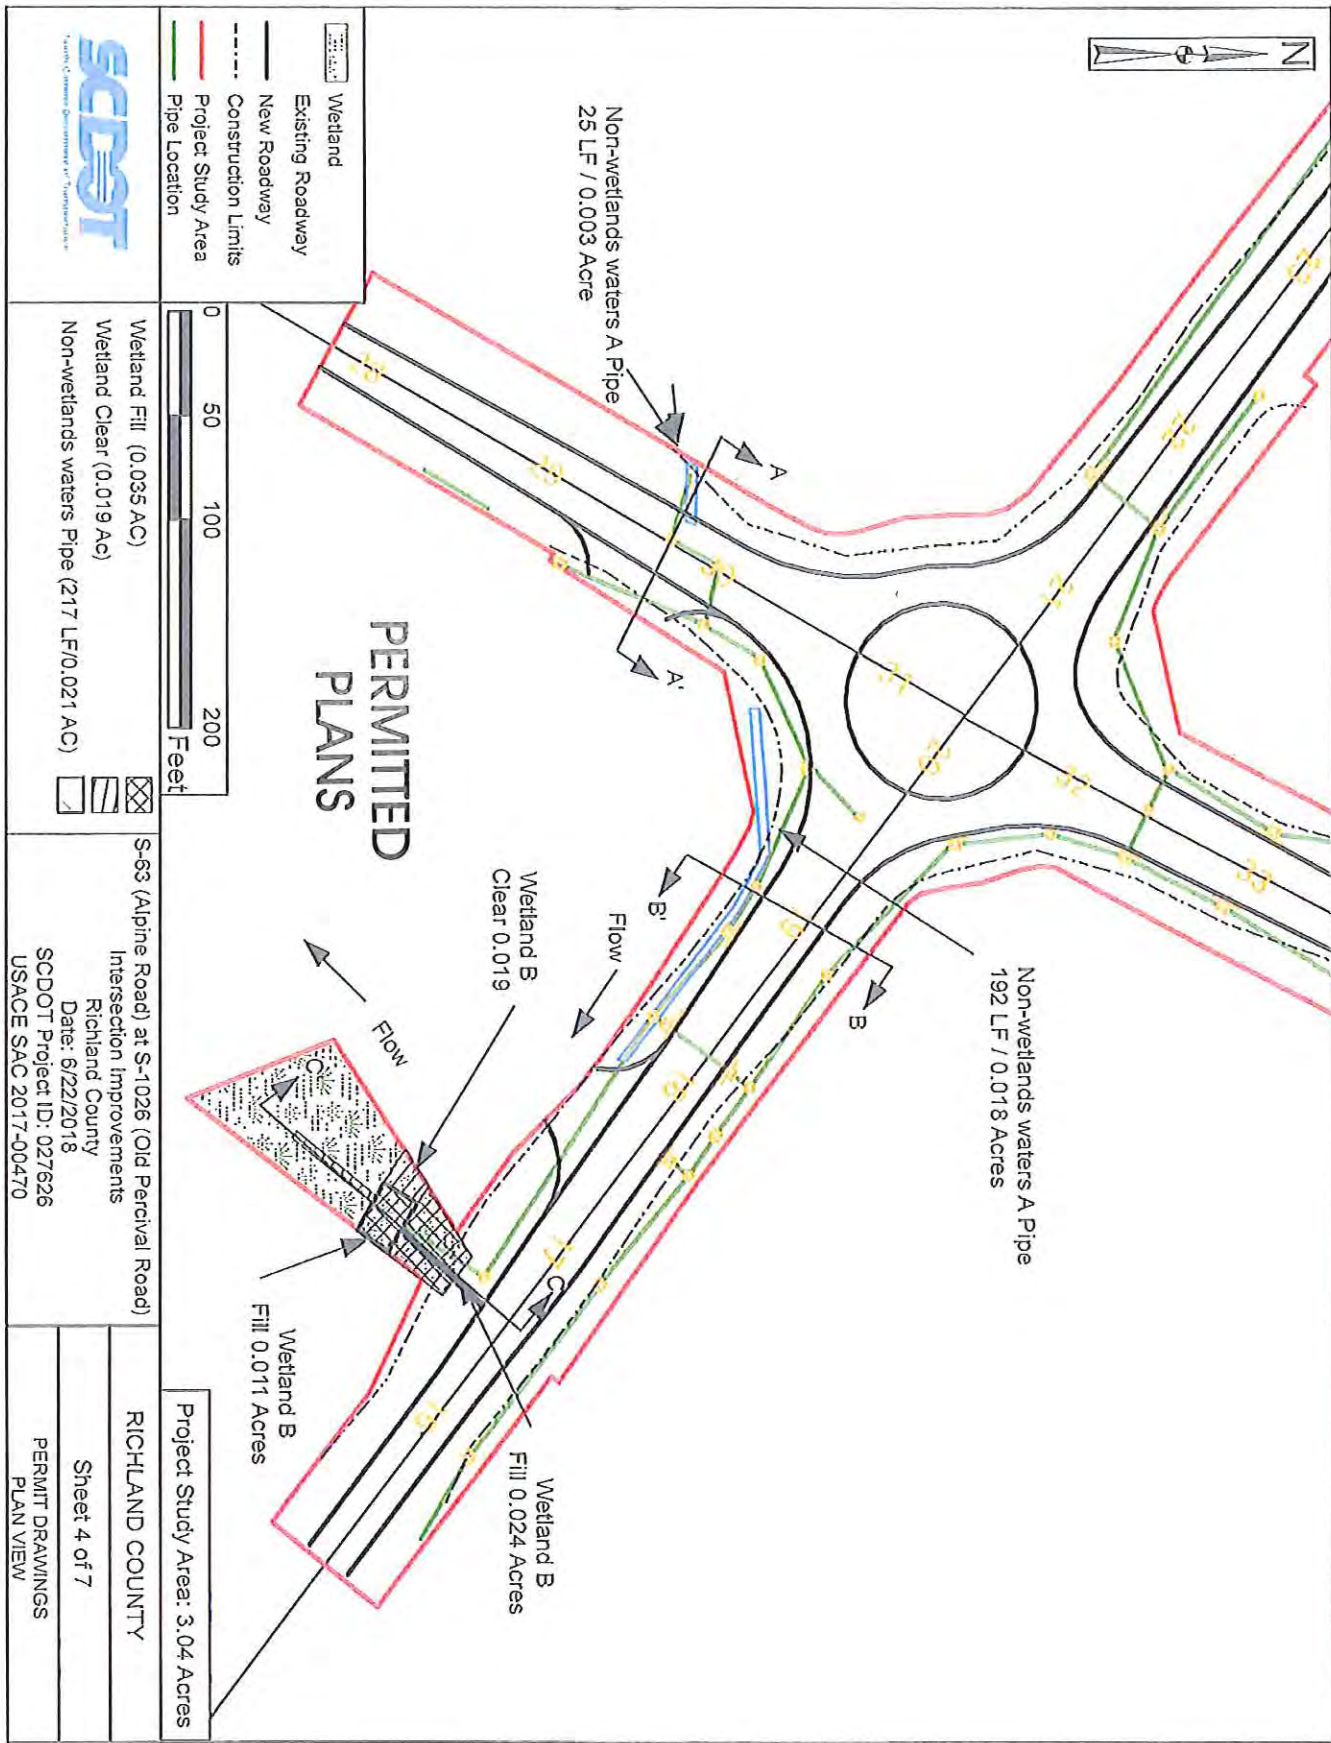 N
Non-wetlands waters A Pipe
25 LF / 0.003 Acre
A
A'
Non-wetlands waters A Pipe
192 LF / 0.018 Acres
B
B'
Flow
Flow
Wetland B
Clear 0.019
C'
C
Wetland B
Fill 0.024 Acres
Wetland B
Fill 0.011 Acres
PERMITTED
PLANS
Wetland
Existing Roadway
New Roadway
Construction Limits
Project Study Area
Pipe Location
0 50 100 200
Feet
SCDOT
South Carolina Department of Transportation
Wetland Fill (0.035 AC)
Wetland Clear (0.019 Ac)
Non-wetlands waters Pipe (217 LF/0.021 AC)
S-63 (Alpine Road) at S-1026 (Old Percival Road)
Intersection Improvements
Richland County
Date: 6/22/2018
SCDOT Project ID: 027626
USACE SAC 2017-00470
Project Study Area: 3.04 Acres
RICHLAND COUNTY
Sheet 4 of 7
PERMIT DRAWINGS
PLAN VIEW